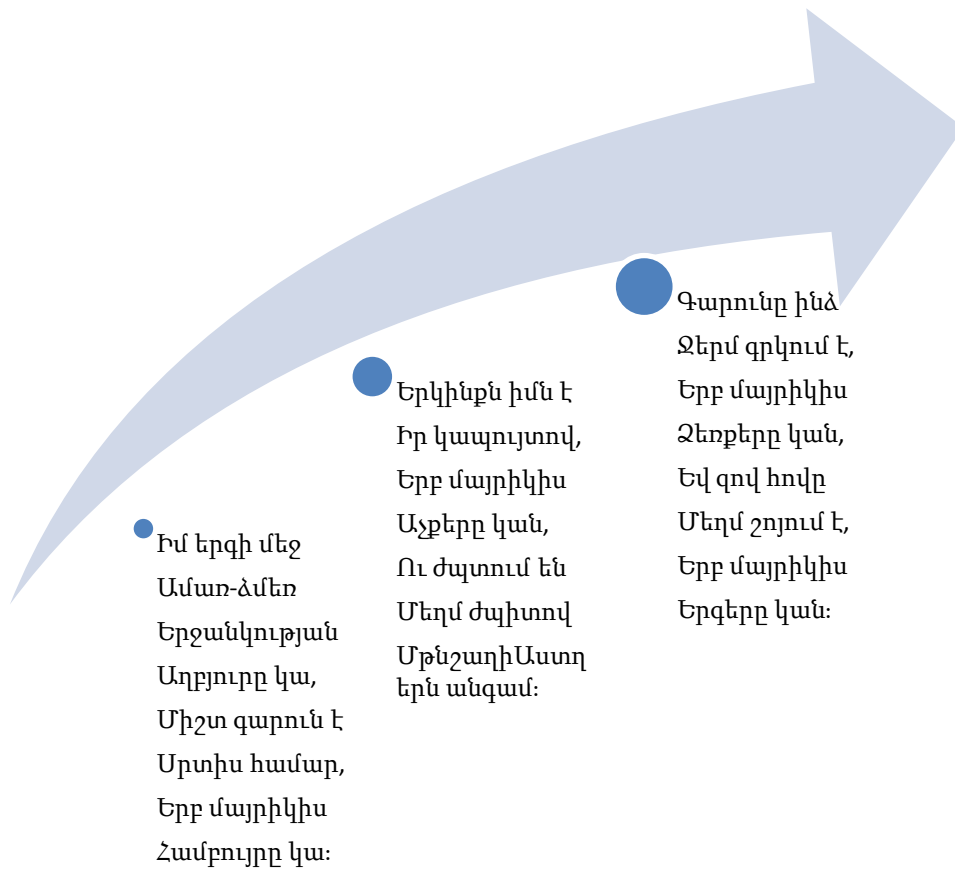 Իմ երգի մեջ
Ամառ-ձմեռ
Երջանկության
Աղբյուրը կա,
Միշտ գարուն է
Սրտիս համար,
Երբ մայրիկիս
Համբույրը կա:
Երկինքն իմն է
Իր կապույտով,
Երբ մայրիկիս
Աչքերը կան,
Ու ժպտում են
Մեղմ ժպիտով
ՄթնշաղիԱստղ
երն անգամ:
Գարունը ինձ
Ջերմ գրկում է,
Երբ մայրիկիս
Ձեռքերը կան,
Եվ զով հովը
Մեղմ շոյում է,
Երբ մայրիկիս
Երգերը կան: